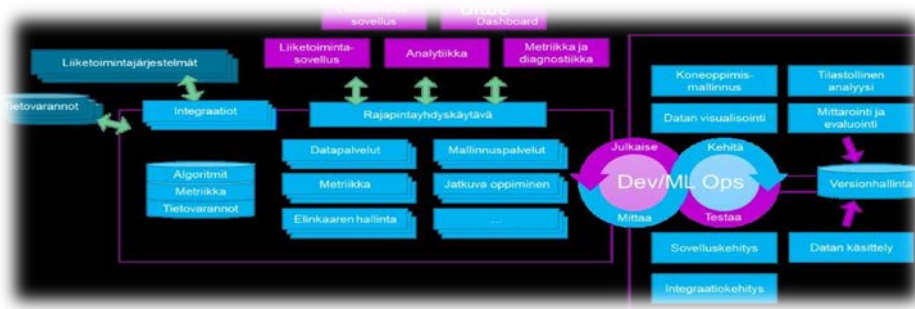 sovellus
Dashboard
Liiketoiminta-
sovellus
Analytiikka
Metriikka ja
diagnostiikka
Liiketoimintajärjestelmät
Tietovarannot
Integraatiot
Rajapintayhdyskäytävä
Koneoppimis-
mallinnus
Tilastollinen
analyysi
Datan visualisointi
Mittarointi ja
evaluointi
Algoritmit
Metriikka
Tietovarannot
Datapalvelut
Mallinnuspalvelut
Metriikka
Jatkuva oppiminen
Elinkaaren hallinta
...
Julkaise
Kehitä
Dev/ML Ops
Mittaa
Testaa
Versionhallinta
Sovelluskehitys
Datan käsittely
Integraatiokehitys